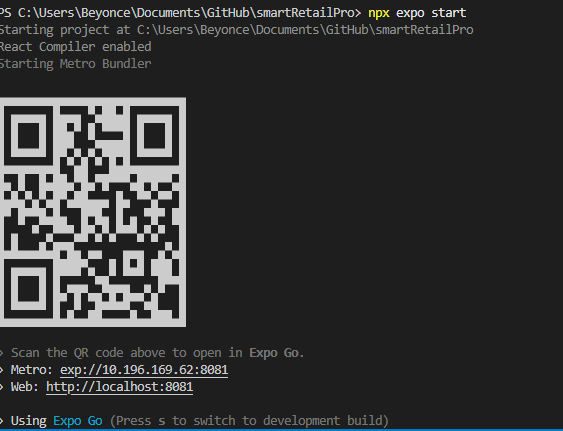 PS C:\Users\Beyonce\Documents\GitHub\smartRetailPro> npx expo start
Starting project at C:\Users\Beyonce\Documents\GitHub\smartRetailPro
React Compiler enabled
Starting Metro Bundler
› Scan the QR code above to open in Expo Go.
› Metro: exp://10.196.169.62:8081
› Web: http://localhost:8081
› Using Expo Go (Press s to switch to development build)